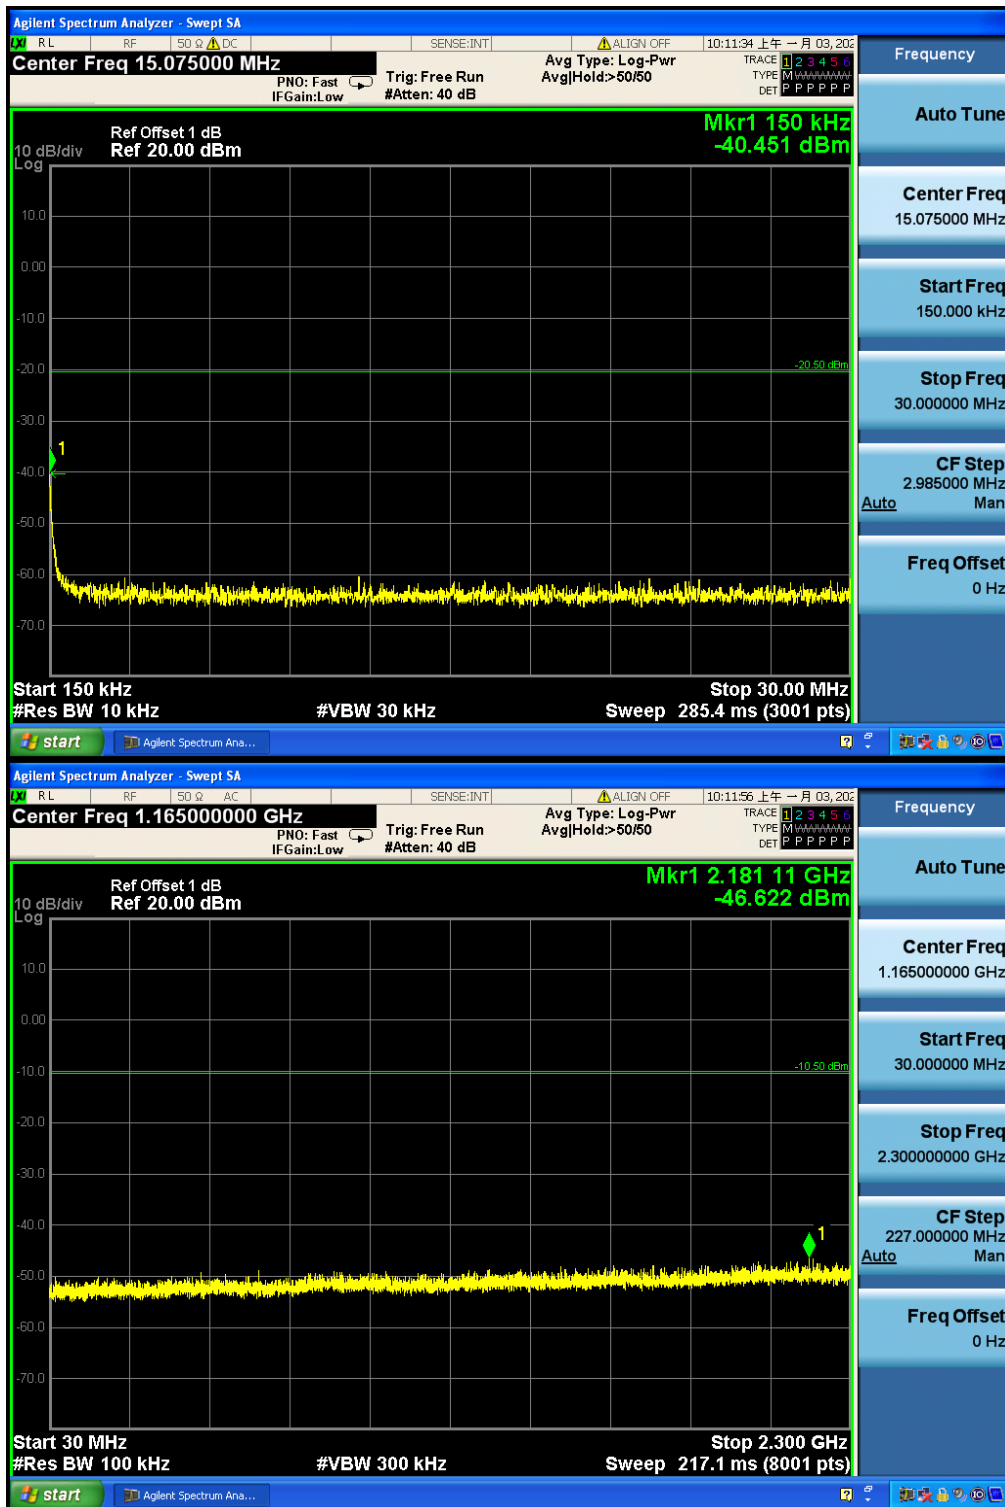 Agilent Spectrum Analyzer - Swept SA
LXI RL RF 50 Ω DC SENSE:INT ALIGN OFF 10:11:34 上午 一月 03, 202
Center Freq 15.075000 MHz
PNO: Fast
IFGain:Low
Trig: Free Run
#Atten: 40 dB
Avg Type: Log-Pwr
Avg|Hold:>50/50
TRACE 1 2 3 4 5 6
TYPE M
DET P P P P P P
Mkr1 150 kHz
-40.451 dBm
Ref Offset 1 dB
10 dB/div Ref 20.00 dBm
Log
10.0
0.00
-10.0
-20.0
-20.50 dBm
-30.0
1
-40.0
-50.0
-60.0
-70.0
Start 150 kHz Stop 30.00 MHz
#Res BW 10 kHz #VBW 30 kHz Sweep 285.4 ms (3001 pts)
Frequency
Auto Tune
Center Freq
15.075000 MHz
Start Freq
150.000 kHz
Stop Freq
30.000000 MHz
CF Step
2.985000 MHz
Auto Man
Freq Offset
0 Hz
start Agilent Spectrum Ana...
Agilent Spectrum Analyzer - Swept SA
LXI RL RF 50 Ω AC SENSE:INT ALIGN OFF 10:11:56 上午 一月 03, 202
Center Freq 1.165000000 GHz
PNO: Fast
IFGain:Low
Trig: Free Run
#Atten: 40 dB
Avg Type: Log-Pwr
Avg|Hold:>50/50
TRACE 1 2 3 4 5 6
TYPE M
DET P P P P P P
Mkr1 2.181 11 GHz
-46.622 dBm
Ref Offset 1 dB
10 dB/div Ref 20.00 dBm
Log
10.0
0.00
-10.0
-10.50 dBm
-20.0
-30.0
-40.0
1
-50.0
-60.0
-70.0
Start 30 MHz Stop 2.300 GHz
#Res BW 100 kHz #VBW 300 kHz Sweep 217.1 ms (8001 pts)
Frequency
Auto Tune
Center Freq
1.165000000 GHz
Start Freq
30.000000 MHz
Stop Freq
2.300000000 GHz
CF Step
227.000000 MHz
Auto Man
Freq Offset
0 Hz
start Agilent Spectrum Ana...